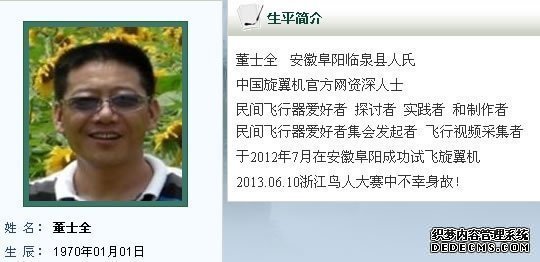 生平简介
董士全 安徽阜阳临泉县人氏
中国旋翼机官方网资深人士
民间飞行器爱好者 探讨者 实践者 和制作者
民间飞行器爱好者集会发起者 飞行视频采集者
于2012年7月在安徽阜阳成功试飞旋翼机
2013.06.10浙江鸟人大赛中不幸身故!
姓 名： 董士全
生 辰： 1970年01月01日
织梦内容管理系统
DEDECMS.COM